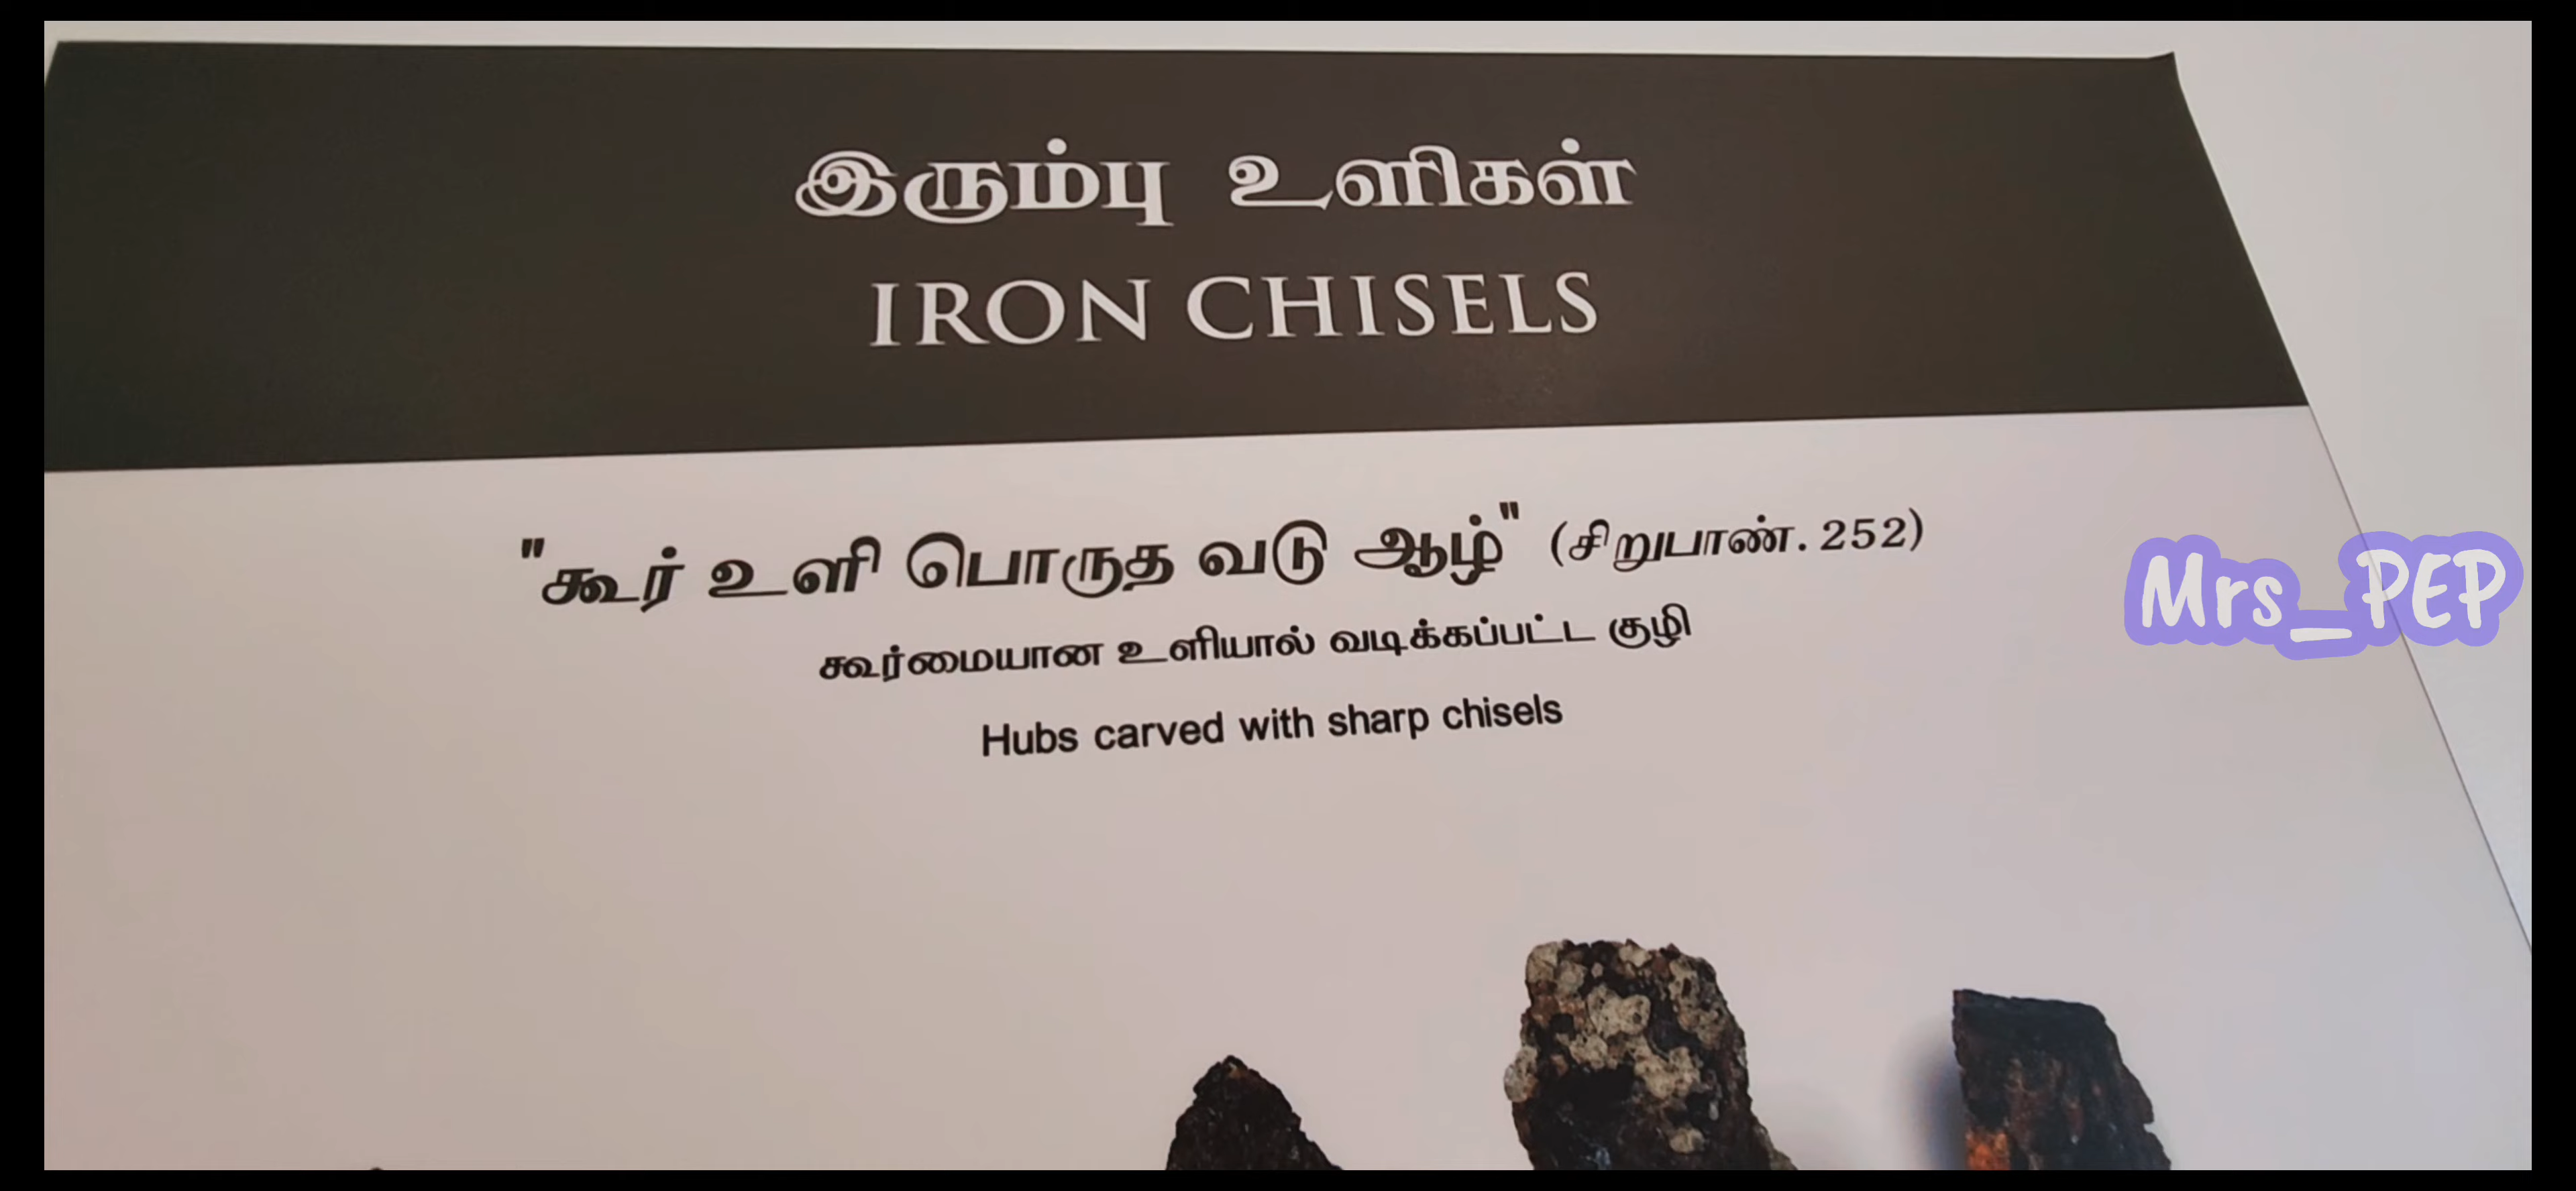 இரும்பு உளிகள்
IRON CHISELS
"கூர் உளி பொருத வடு ஆழ்" (சிறுபாண். 252)
கூர்மையான உளியால் வடிக்கப்பட்ட குழி
Hubs carved with sharp chisels
Mrs_PEP